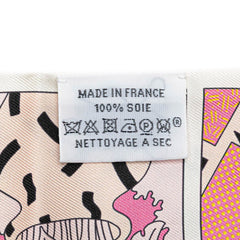 MADE IN FRANCE
100% SOIE
®
NETTOYAGE A SEC